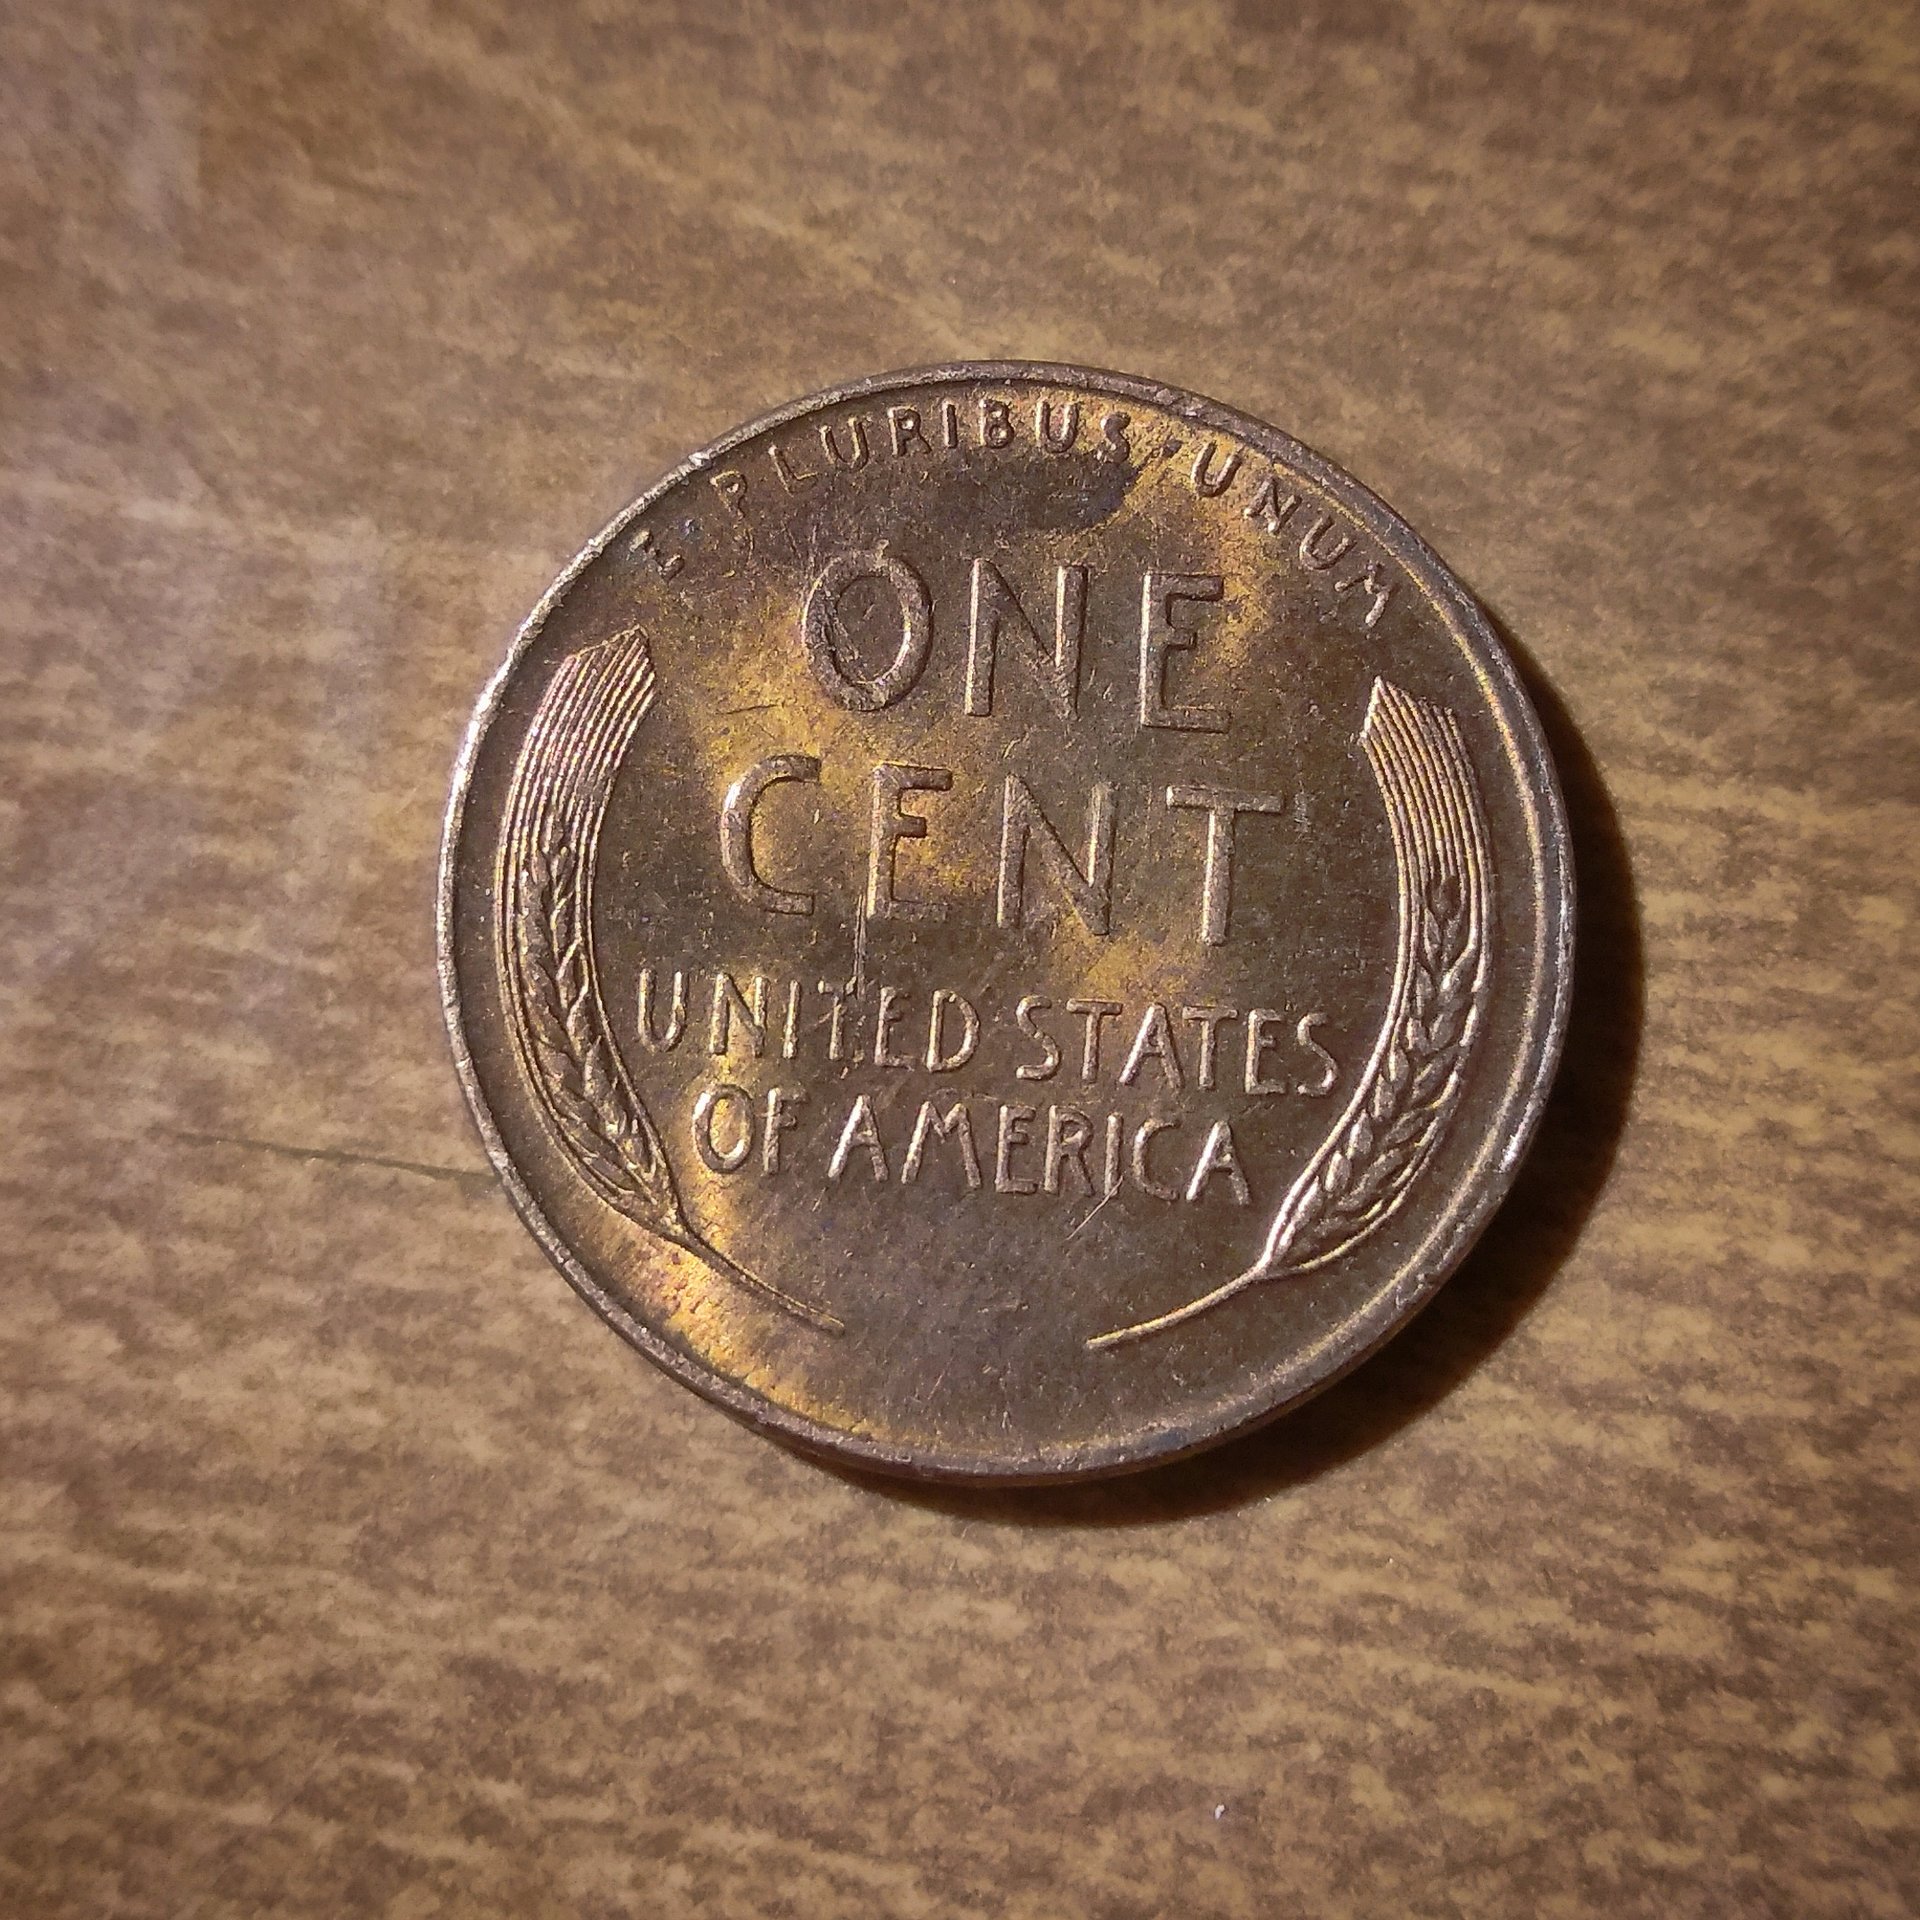 E·PLURIBUS·UNUM
ONE
CENT
UNITED STATES
OF AMERICA